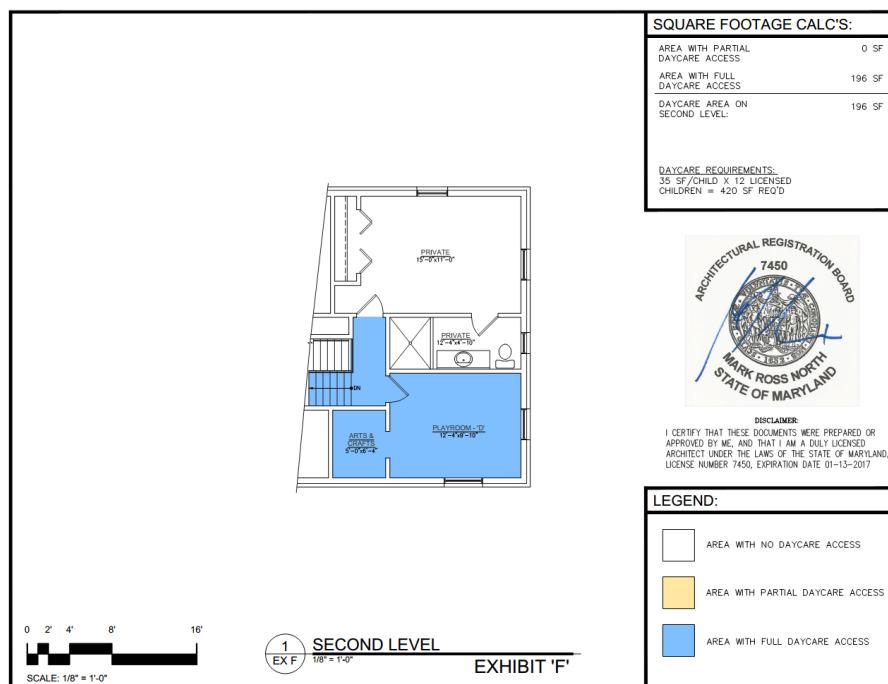 SQUARE FOOTAGE CALC'S:
AREA WITH PARTIAL DAYCARE ACCESS 0 SF
AREA WITH FULL DAYCARE ACCESS 196 SF
DAYCARE AREA ON SECOND LEVEL: 196 SF
DAYCARE REQUIREMENTS:
35 SF/CHILD X 12 LICENSED
CHILDREN = 420 SF REQ'D
ARCHITECTURAL REGISTRATION BOARD
7450
MARK ROSS NORTH
STATE OF MARYLAND
DISCLAIMER:
I CERTIFY THAT THESE DOCUMENTS WERE PREPARED OR
APPROVED BY ME, AND THAT I AM A DULY LICENSED
ARCHITECT UNDER THE LAWS OF THE STATE OF MARYLAND,
LICENSE NUMBER 7450, EXPIRATION DATE 01-13-2017
PRIVATE
15'-0"x11'-0"
PRIVATE
12'-4"x4'-10"
DN
PLAYROOM - 'D'
12'-4"x9'-10"
ARTS &
CRAFTS
5'-0"x6'-4"
LEGEND:
AREA WITH NO DAYCARE ACCESS
AREA WITH PARTIAL DAYCARE ACCESS
AREA WITH FULL DAYCARE ACCESS
0 2' 4' 8' 16'
SCALE: 1/8" = 1'-0"
1
EX F
SECOND LEVEL
1/8" = 1'-0"
EXHIBIT 'F'